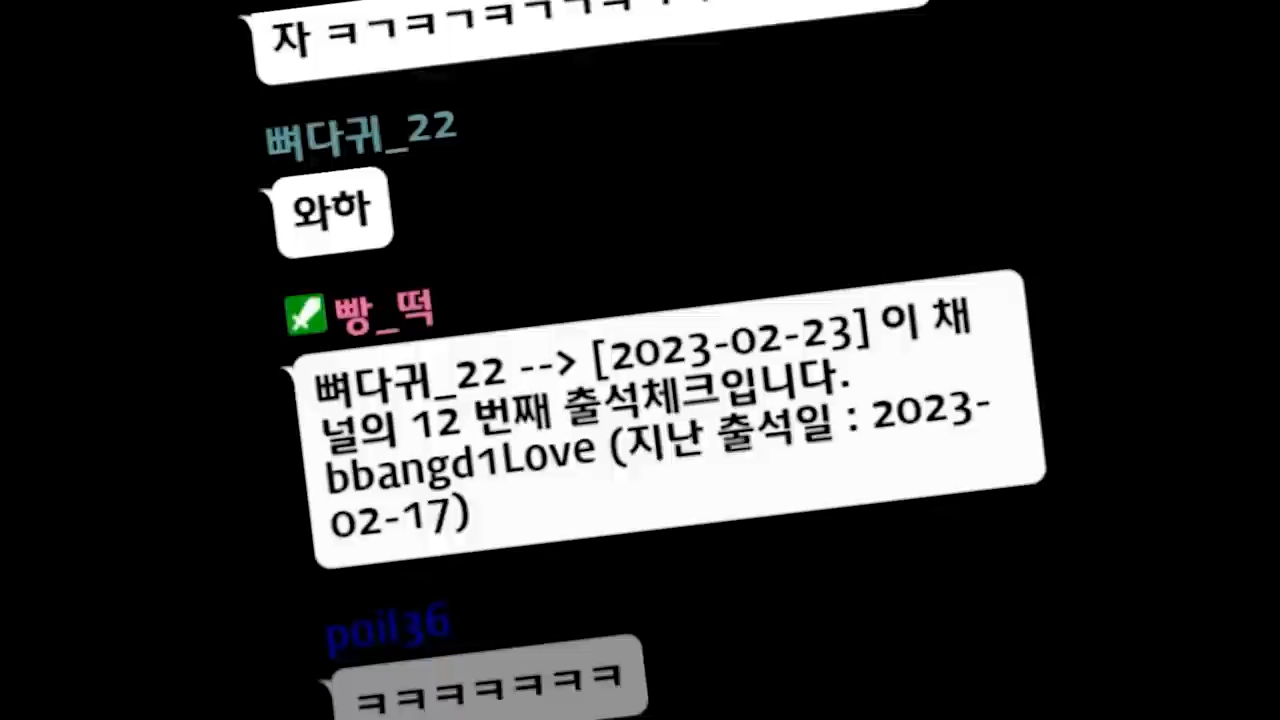 자 ㅋㄱㅋㄱㅋㄱㄱㅋ
뼈다귀_22
와하
빵_떡
뼈다귀_22 --> [2023-02-23] 이 채
널의 12 번째 출석체크입니다.
bbangd1Love (지난 출석일 : 2023-
02-17)
poil36
ㅋㅋㅋㅋㅋㅋㅋ